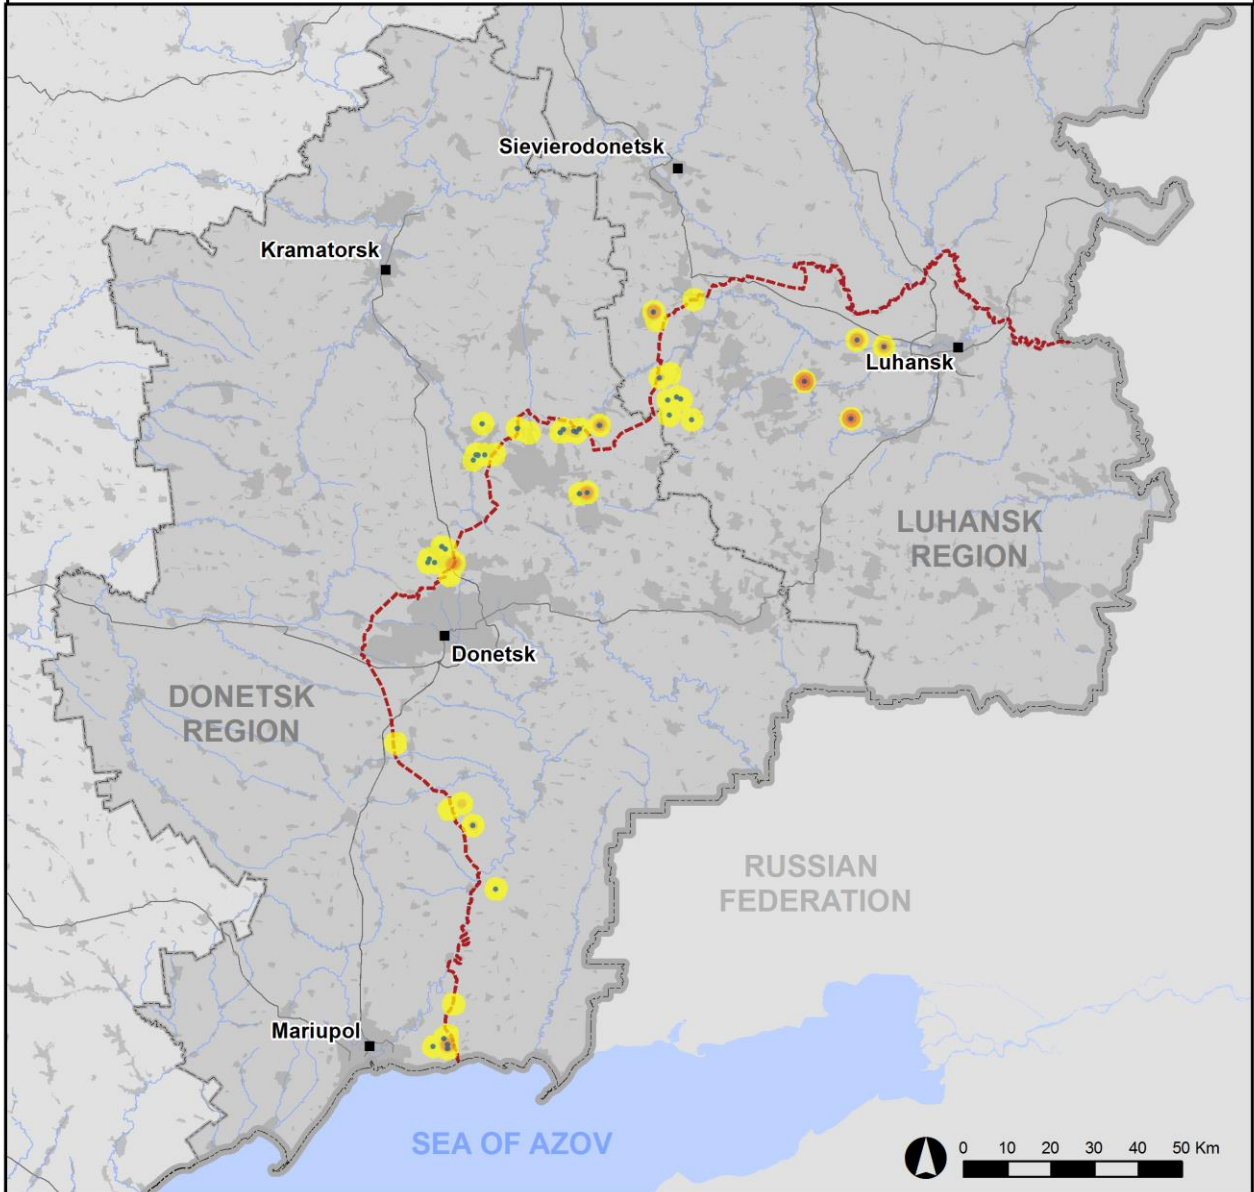 Sievierodonetsk
Kramatorsk
Luhansk
LUHANSK
REGION
Donetsk
DONETSK
REGION
RUSSIAN
FEDERATION
Mariupol
SEA OF AZOV
0 10 20 30 40 50 Km